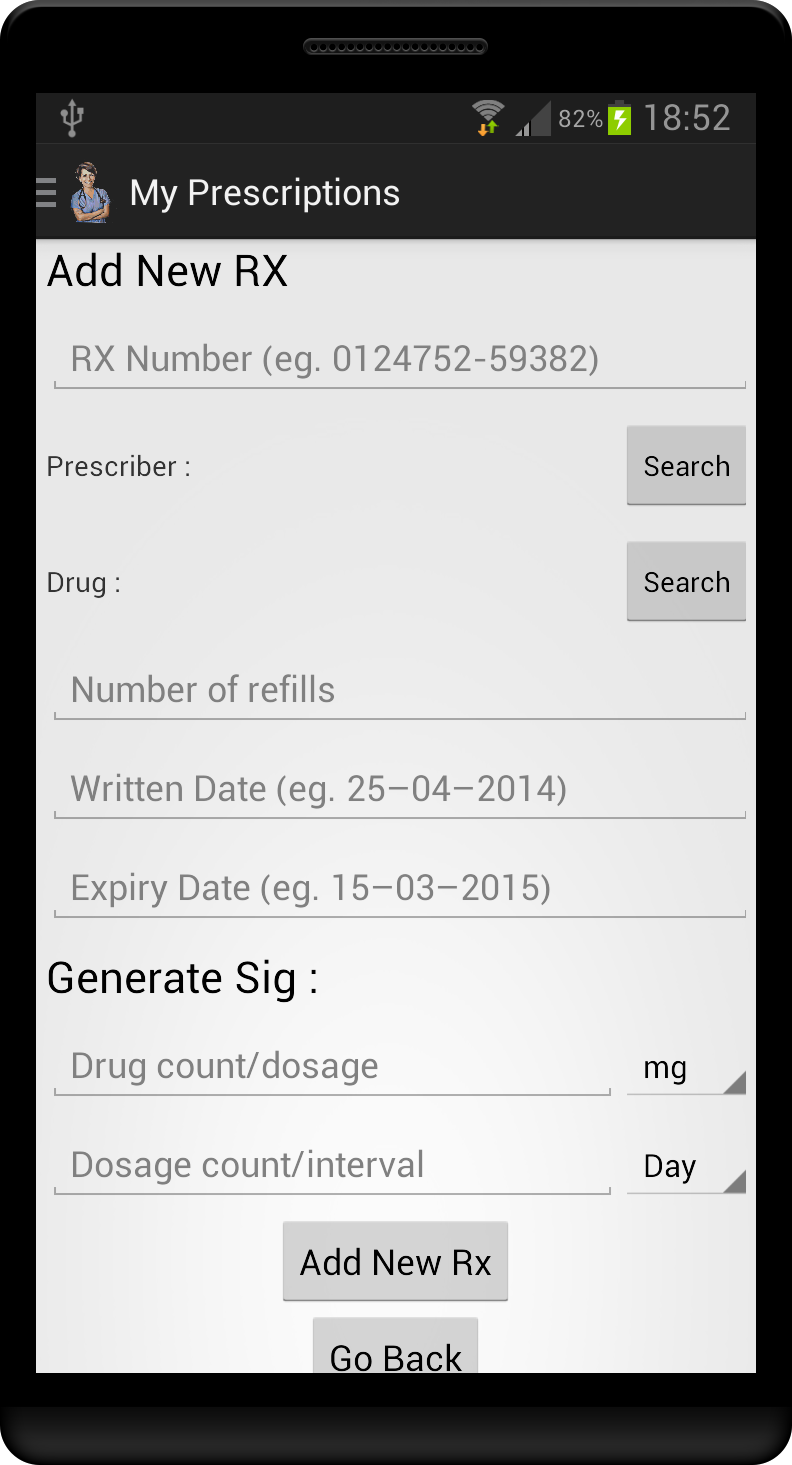 82% 18:52
My Prescriptions
Add New RX
RX Number (eg. 0124752-59382)
Prescriber :
Search
Drug :
Search
Number of refills
Written Date (eg. 25–04–2014)
Expiry Date (eg. 15–03–2015)
Generate Sig :
Drug count/dosage
mg
Dosage count/interval
Day
Add New Rx
Go Back